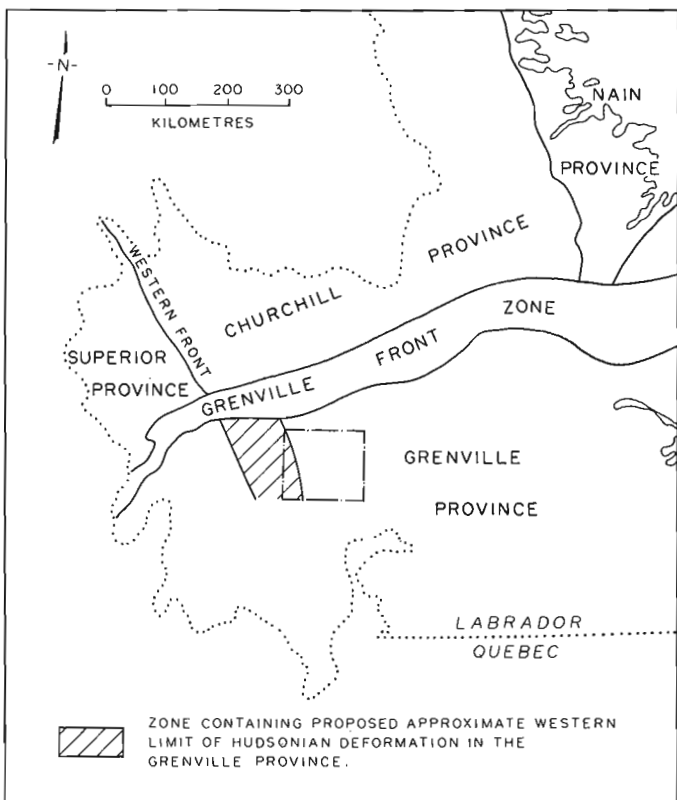 -N-
0 100 200 300
KILOMETRES
NAIN
PROVINCE
WESTERN FRONT
CHURCHILL PROVINCE
SUPERIOR
PROVINCE
GRENVILLE FRONT ZONE
GRENVILLE
PROVINCE
LABRADOR
QUEBEC
ZONE CONTAINING PROPOSED APPROXIMATE WESTERN
LIMIT OF HUDSONIAN DEFORMATION IN THE
GRENVILLE PROVINCE.